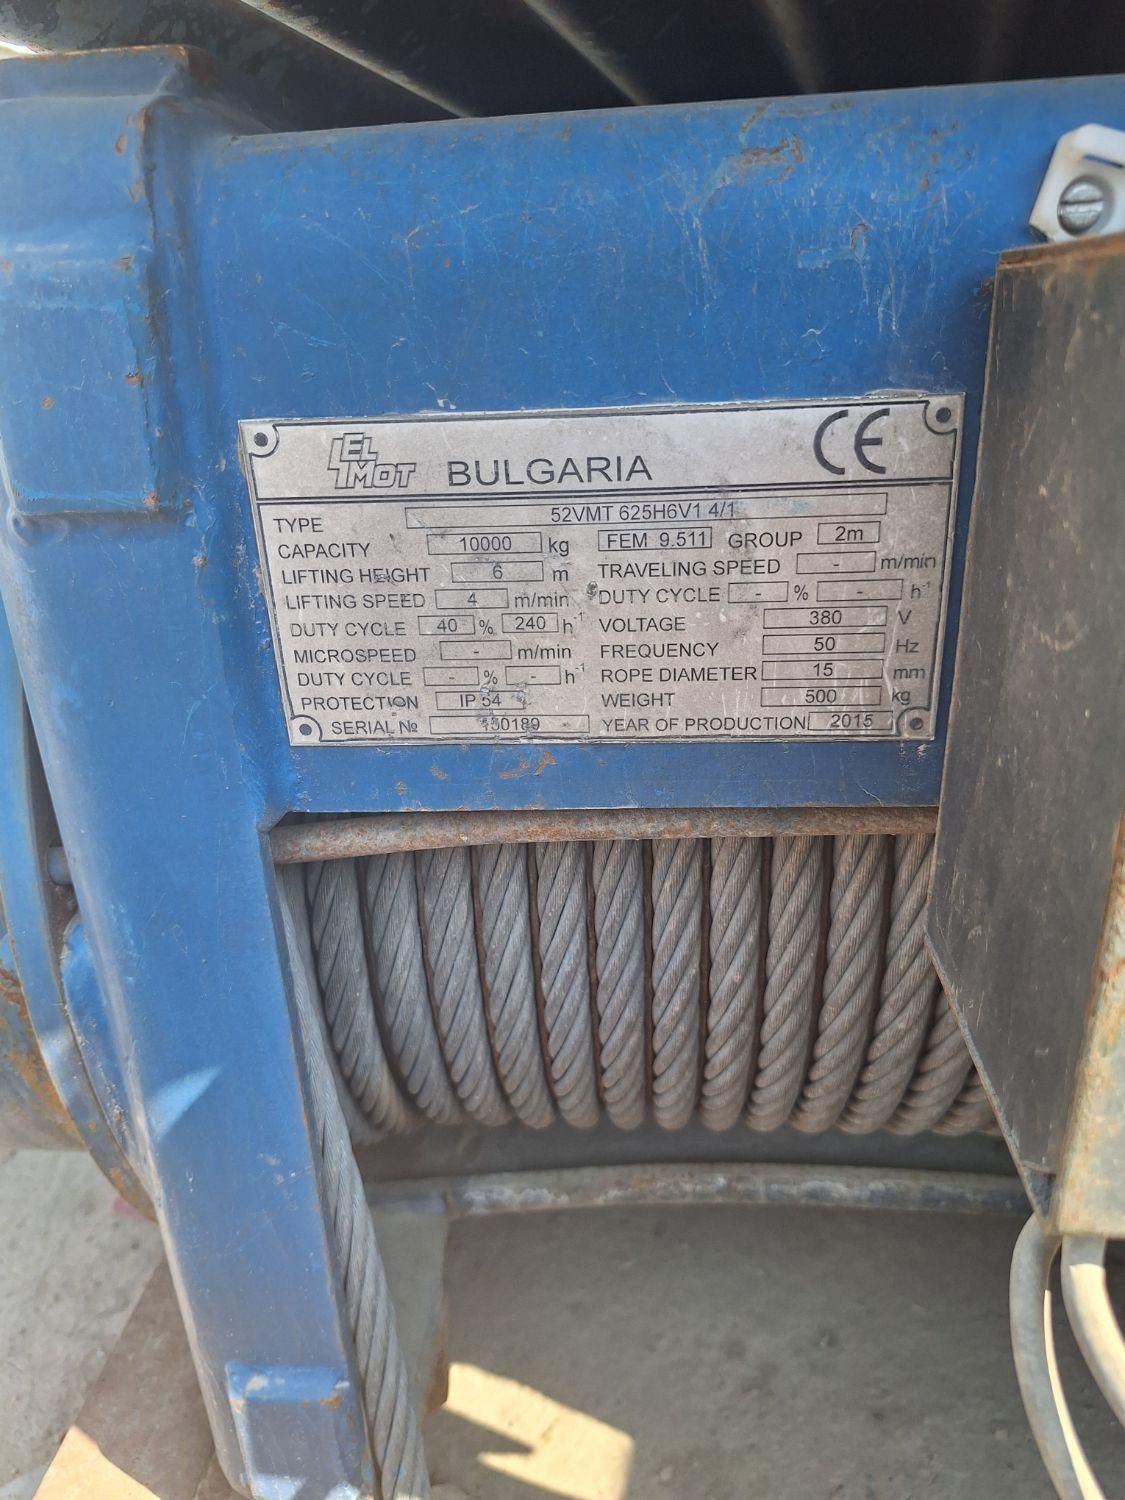 EL MOT BULGARIA CE
TYPE 52VMT 625H6V1 4/1
CAPACITY 10000 kg FEM 9.511 GROUP 2m
LIFTING HEIGHT 6 m TRAVELING SPEED - m/min
LIFTING SPEED 4 m/min DUTY CYCLE - % - h-1
DUTY CYCLE 40 % 240 h-1 VOLTAGE 380 V
MICROSPEED - m/min FREQUENCY 50 Hz
DUTY CYCLE - % - h-1 ROPE DIAMETER 15 mm
PROTECTION IP 54 WEIGHT 500 kg
SERIAL № 150189 YEAR OF PRODUCTION 2015